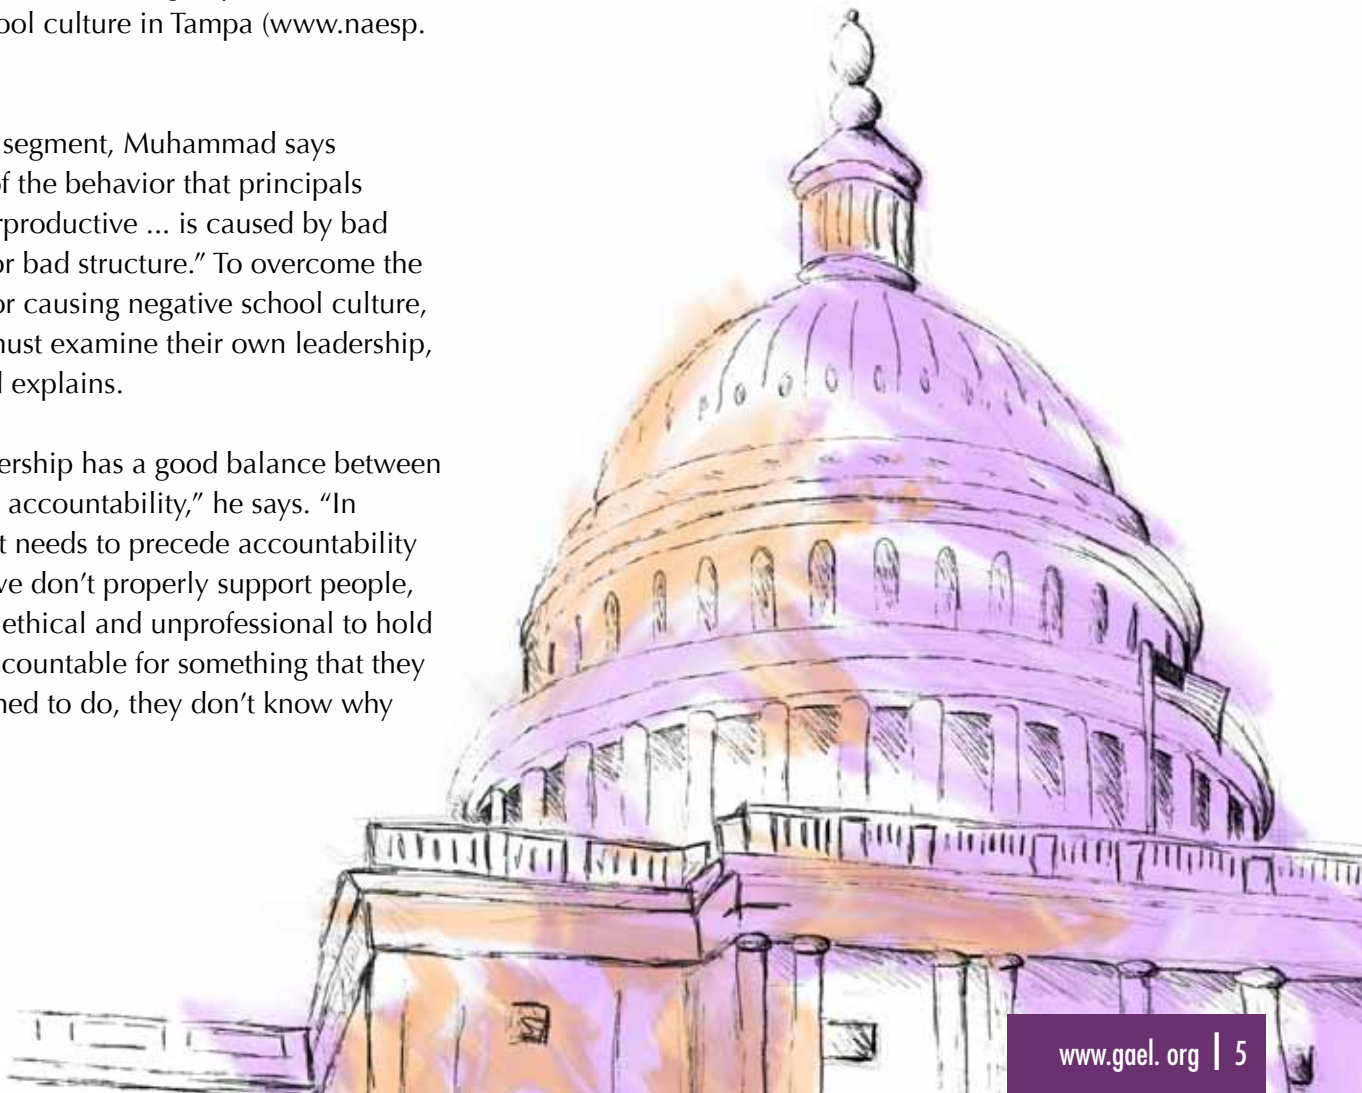 ool culture in Tampa (www.naesp.
segment, Muhammad says
f the behavior that principals
rproductive ... is caused by bad
or bad structure.” To overcome the
or causing negative school culture,
nust examine their own leadership,
l explains.
ership has a good balance between
accountability,” he says. “In
t needs to precede accountability
ve don’t properly support people,
ethical and unprofessional to hold
ccountable for something that they
ned to do, they don’t know why
www.gael. org | 5